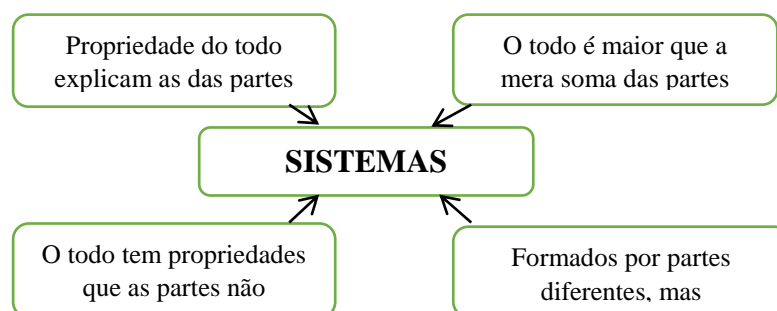 Propriedade do todo
explicam as das partes
O todo é maior que a
mera soma das partes
SISTEMAS
O todo tem propriedades
que as partes não
Formados por partes
diferentes, mas